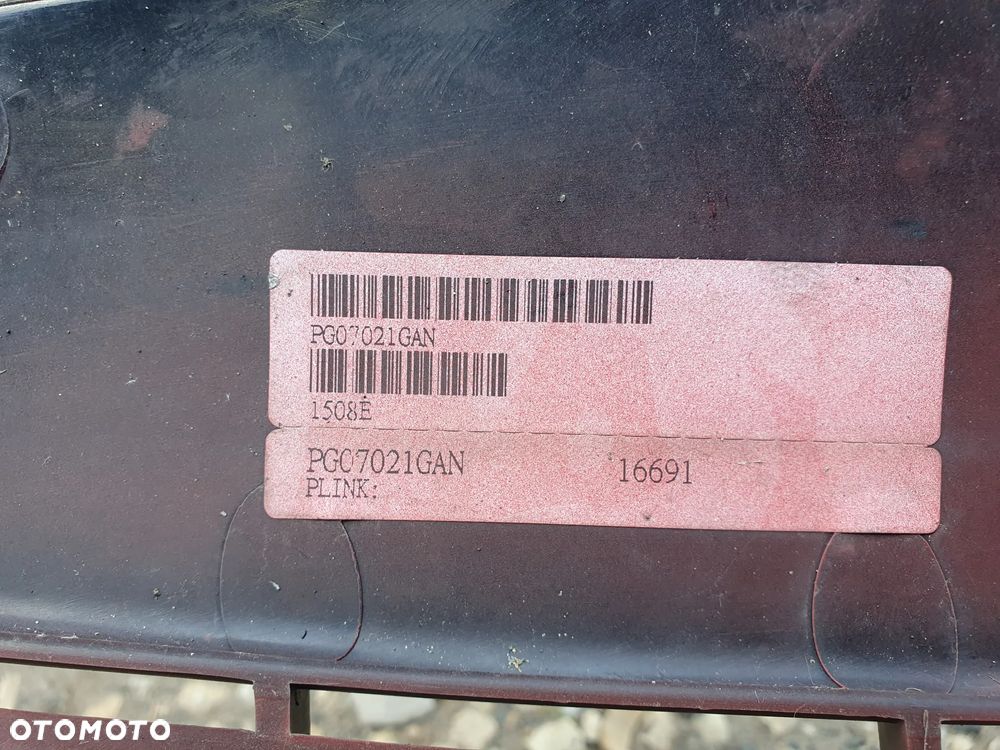 PG07021GAN
1508E
PG07021GAN 16691
PLINK:
OTOMOTO